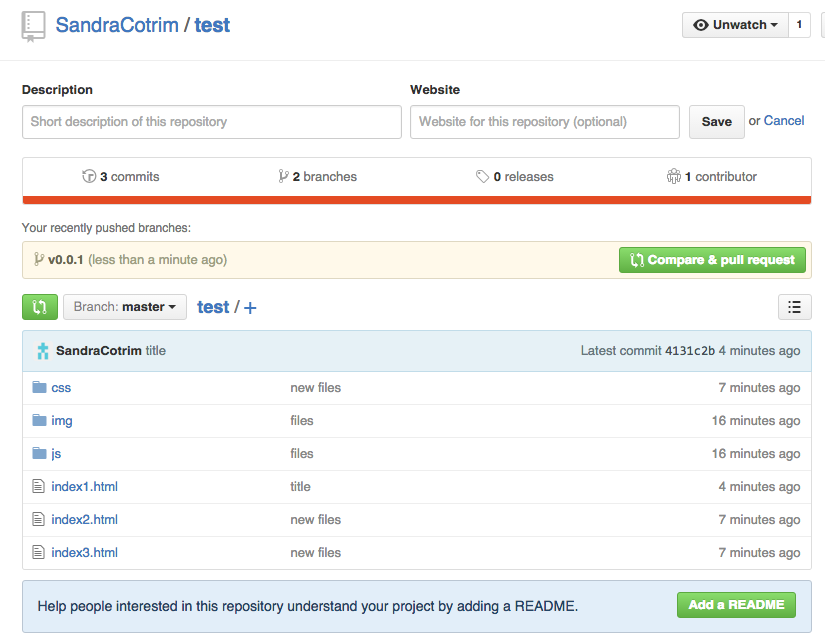 SandraCotrim / test
Unwatch 1
Description
Website
Short description of this repository
Website for this repository (optional)
Save or Cancel
3 commits
2 branches
0 releases
1 contributor
Your recently pushed branches:
v0.0.1 (less than a minute ago)
Compare & pull request
Branch: master
test / +
SandraCotrim title
Latest commit 4131c2b 4 minutes ago
css new files 7 minutes ago
img files 16 minutes ago
js files 16 minutes ago
index1.html title 4 minutes ago
index2.html new files 7 minutes ago
index3.html new files 7 minutes ago
Help people interested in this repository understand your project by adding a README.
Add a README